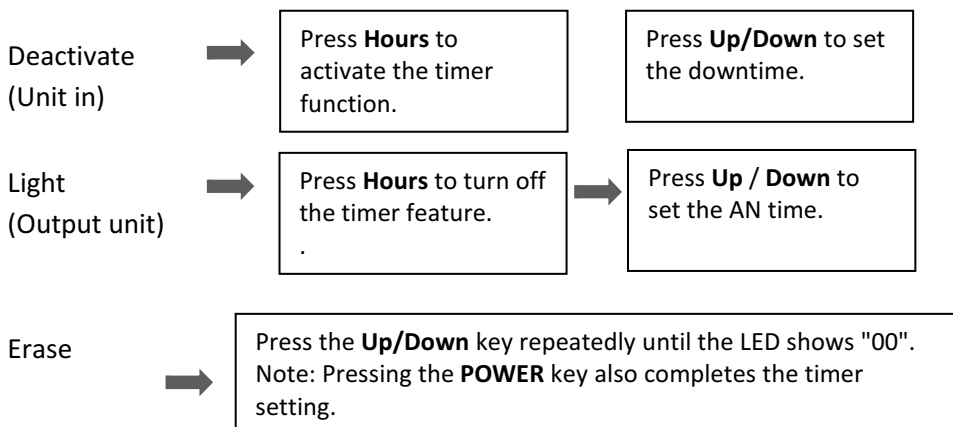 Deactivate
(Unit in)
Press Hours to
activate the timer
function.
Press Up/Down to set
the downtime.
Light
(Output unit)
Press Hours to turn off
the timer feature.
.
Press Up / Down to
set the AN time.
Erase
Press the Up/Down key repeatedly until the LED shows "00".
Note: Pressing the POWER key also completes the timer
setting.